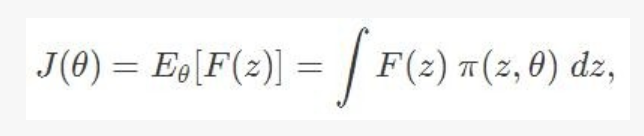 J(θ) = E_θ[F(z)] = ∫ F(z) π(z, θ) dz,